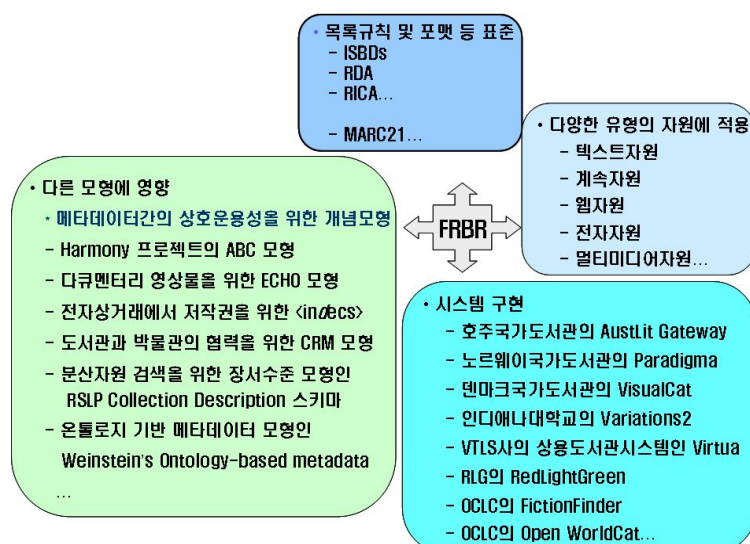 • 목록규칙 및 포맷 등 표준
- ISBDs
- RDA
- RICA...
- MARC21...
• 다양한 유형의 자원에 적용
- 텍스트자원
- 계속자원
- 웹자원
- 전자자원
- 멀티미디어자원...
• 다른 모형에 영향
* 메타데이터간의 상호운용성을 위한 개념모형
- Harmony 프로젝트의 ABC 모형
- 다큐멘터리 영상물을 위한 ECHO 모형
- 전자상거래에서 저작권을 위한 <indecs>
- 도서관과 박물관의 협력을 위한 CRM 모형
- 분산자원 검색을 위한 장서수준 모형인
RSLP Collection Description 스키마
- 온톨로지 기반 메타데이터 모형인
Weinstein's Ontology-based metadata
...
FRBR
• 시스템 구현
- 호주국가도서관의 AustLit Gateway
- 노르웨이국가도서관의 Paradigma
- 덴마크국가도서관의 VisualCat
- 인디애나대학교의 Variations2
- VTLS사의 상용도서관시스템인 Virtua
- RLG의 RedLightGreen
- OCLC의 FictionFinder
- OCLC의 Open WorldCat...